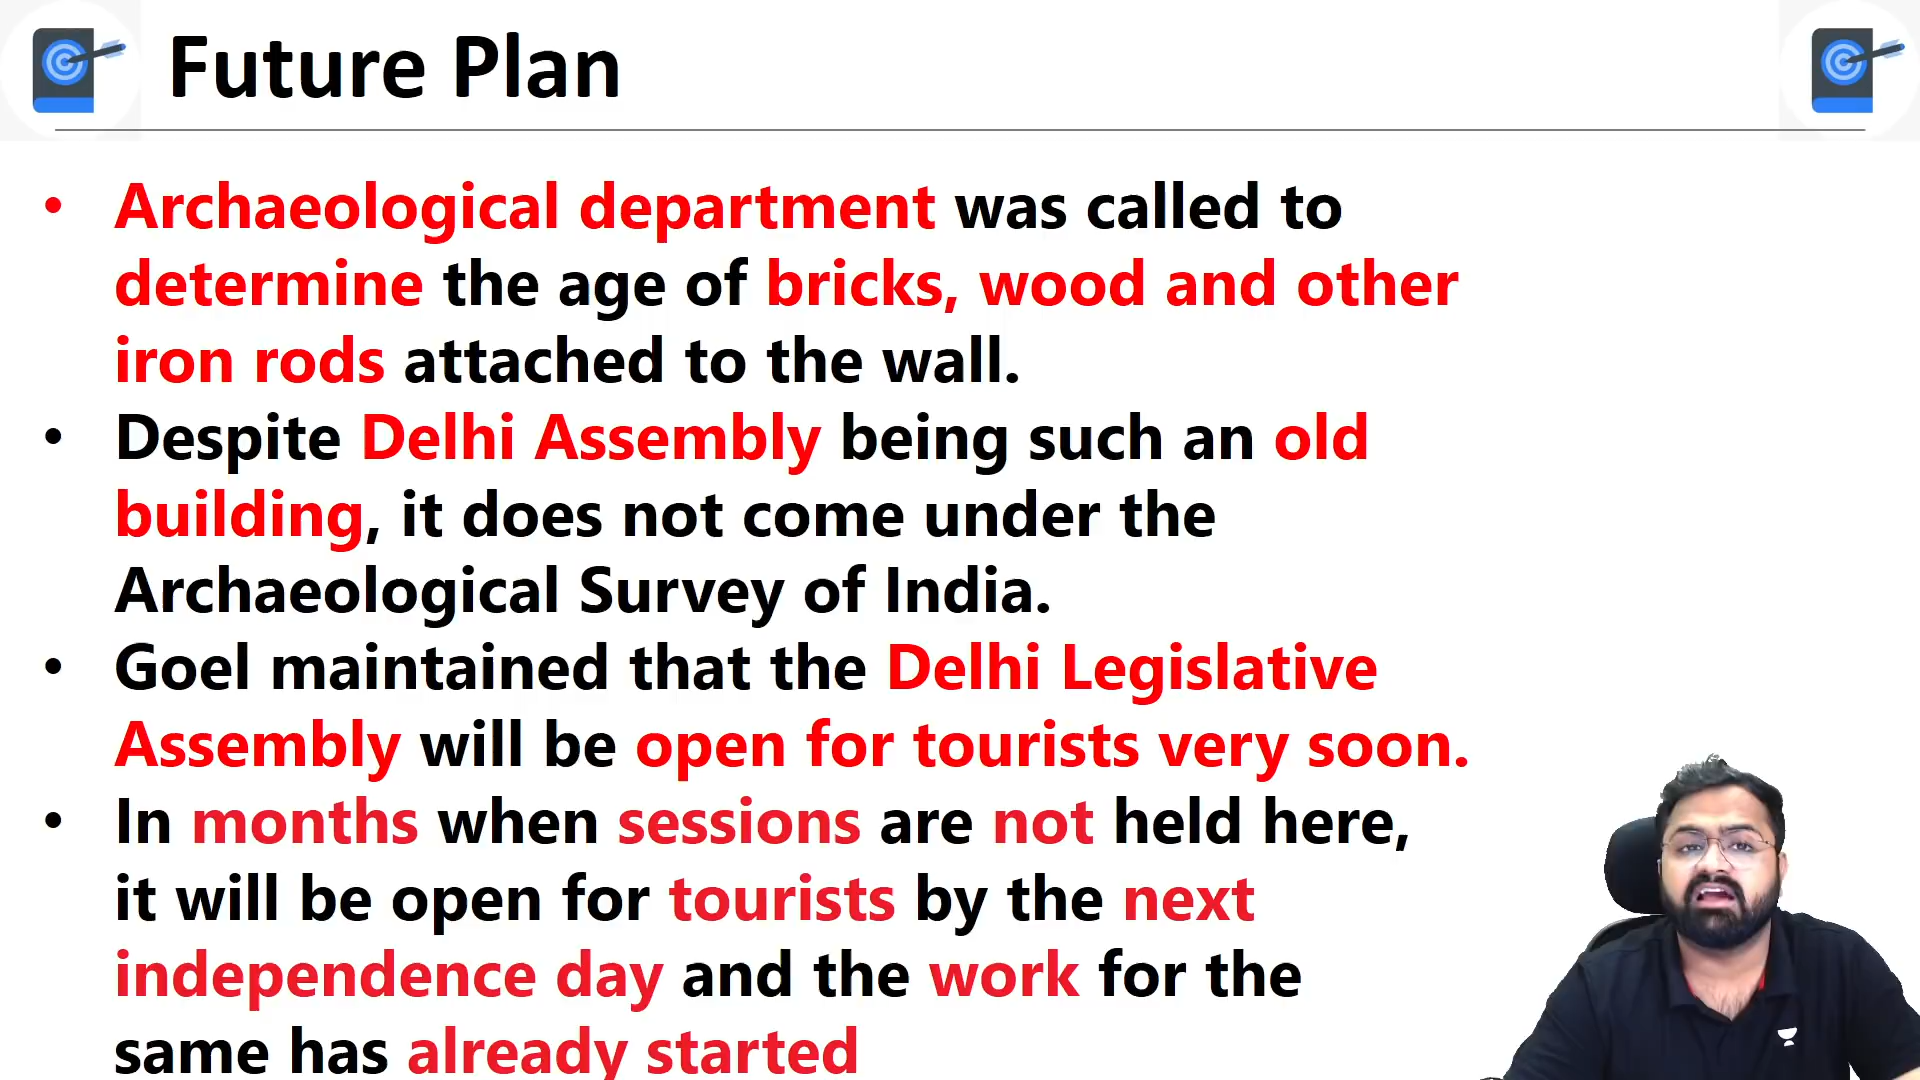 Future Plan
• Archaeological department was called to
determine the age of bricks, wood and other
iron rods attached to the wall.
• Despite Delhi Assembly being such an old
building, it does not come under the
Archaeological Survey of India.
• Goel maintained that the Delhi Legislative
Assembly will be open for tourists very soon.
• In months when sessions are not held here,
it will be open for tourists by the next
independence day and the work for the
same has already started